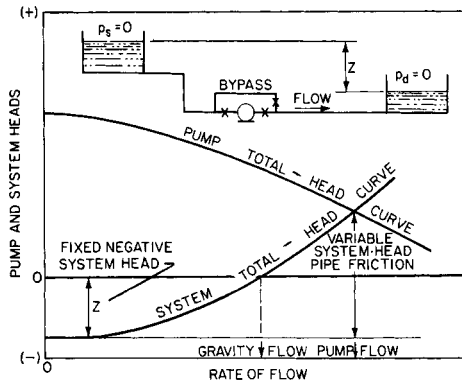 (+)
p_s=0
Z
p_d=0
BYPASS
FLOW
PUMP TOTAL-HEAD CURVE
SYSTEM TOTAL-HEAD CURVE
FIXED NEGATIVE
SYSTEM HEAD
VARIABLE
SYSTEM-HEAD
PIPE FRICTION
PUMP AND SYSTEM HEADS
0
Z
(−)
GRAVITY FLOW
PUMP FLOW
0
RATE OF FLOW